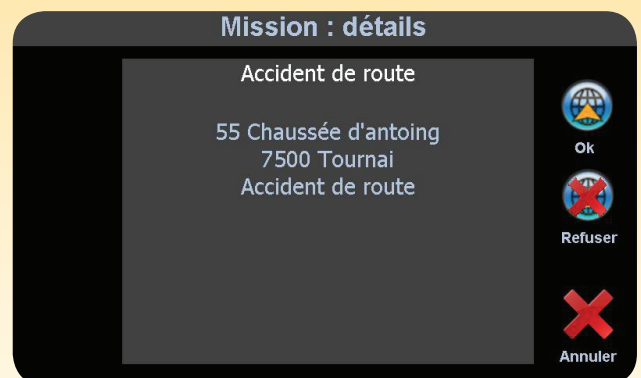 Mission : détails
Accident de route
55 Chaussée d'antoing
7500 Tournai
Accident de route
Ok
Refuser
Annuler